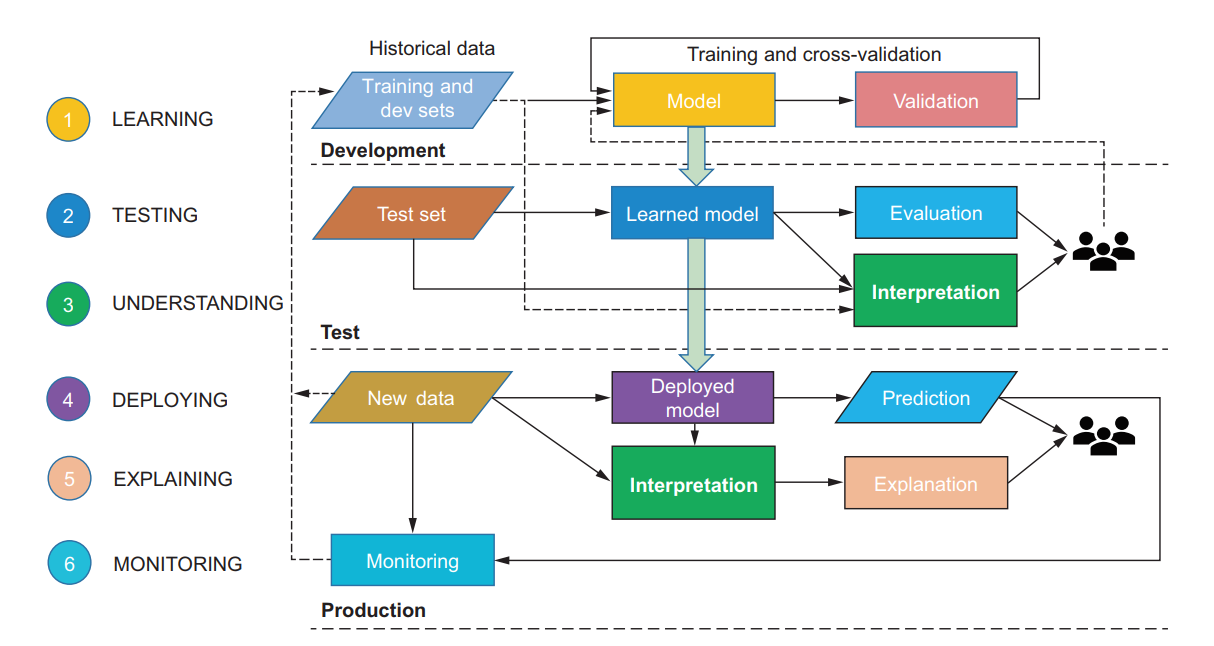 Historical data
Training and cross-validation
Training and
dev sets
Model
Validation
1
LEARNING
Development
2
TESTING
Test set
Learned model
Evaluation
3
UNDERSTANDING
Interpretation
Test
4
DEPLOYING
New data
Deployed
model
Prediction
5
EXPLAINING
Interpretation
Explanation
6
MONITORING
Monitoring
Production